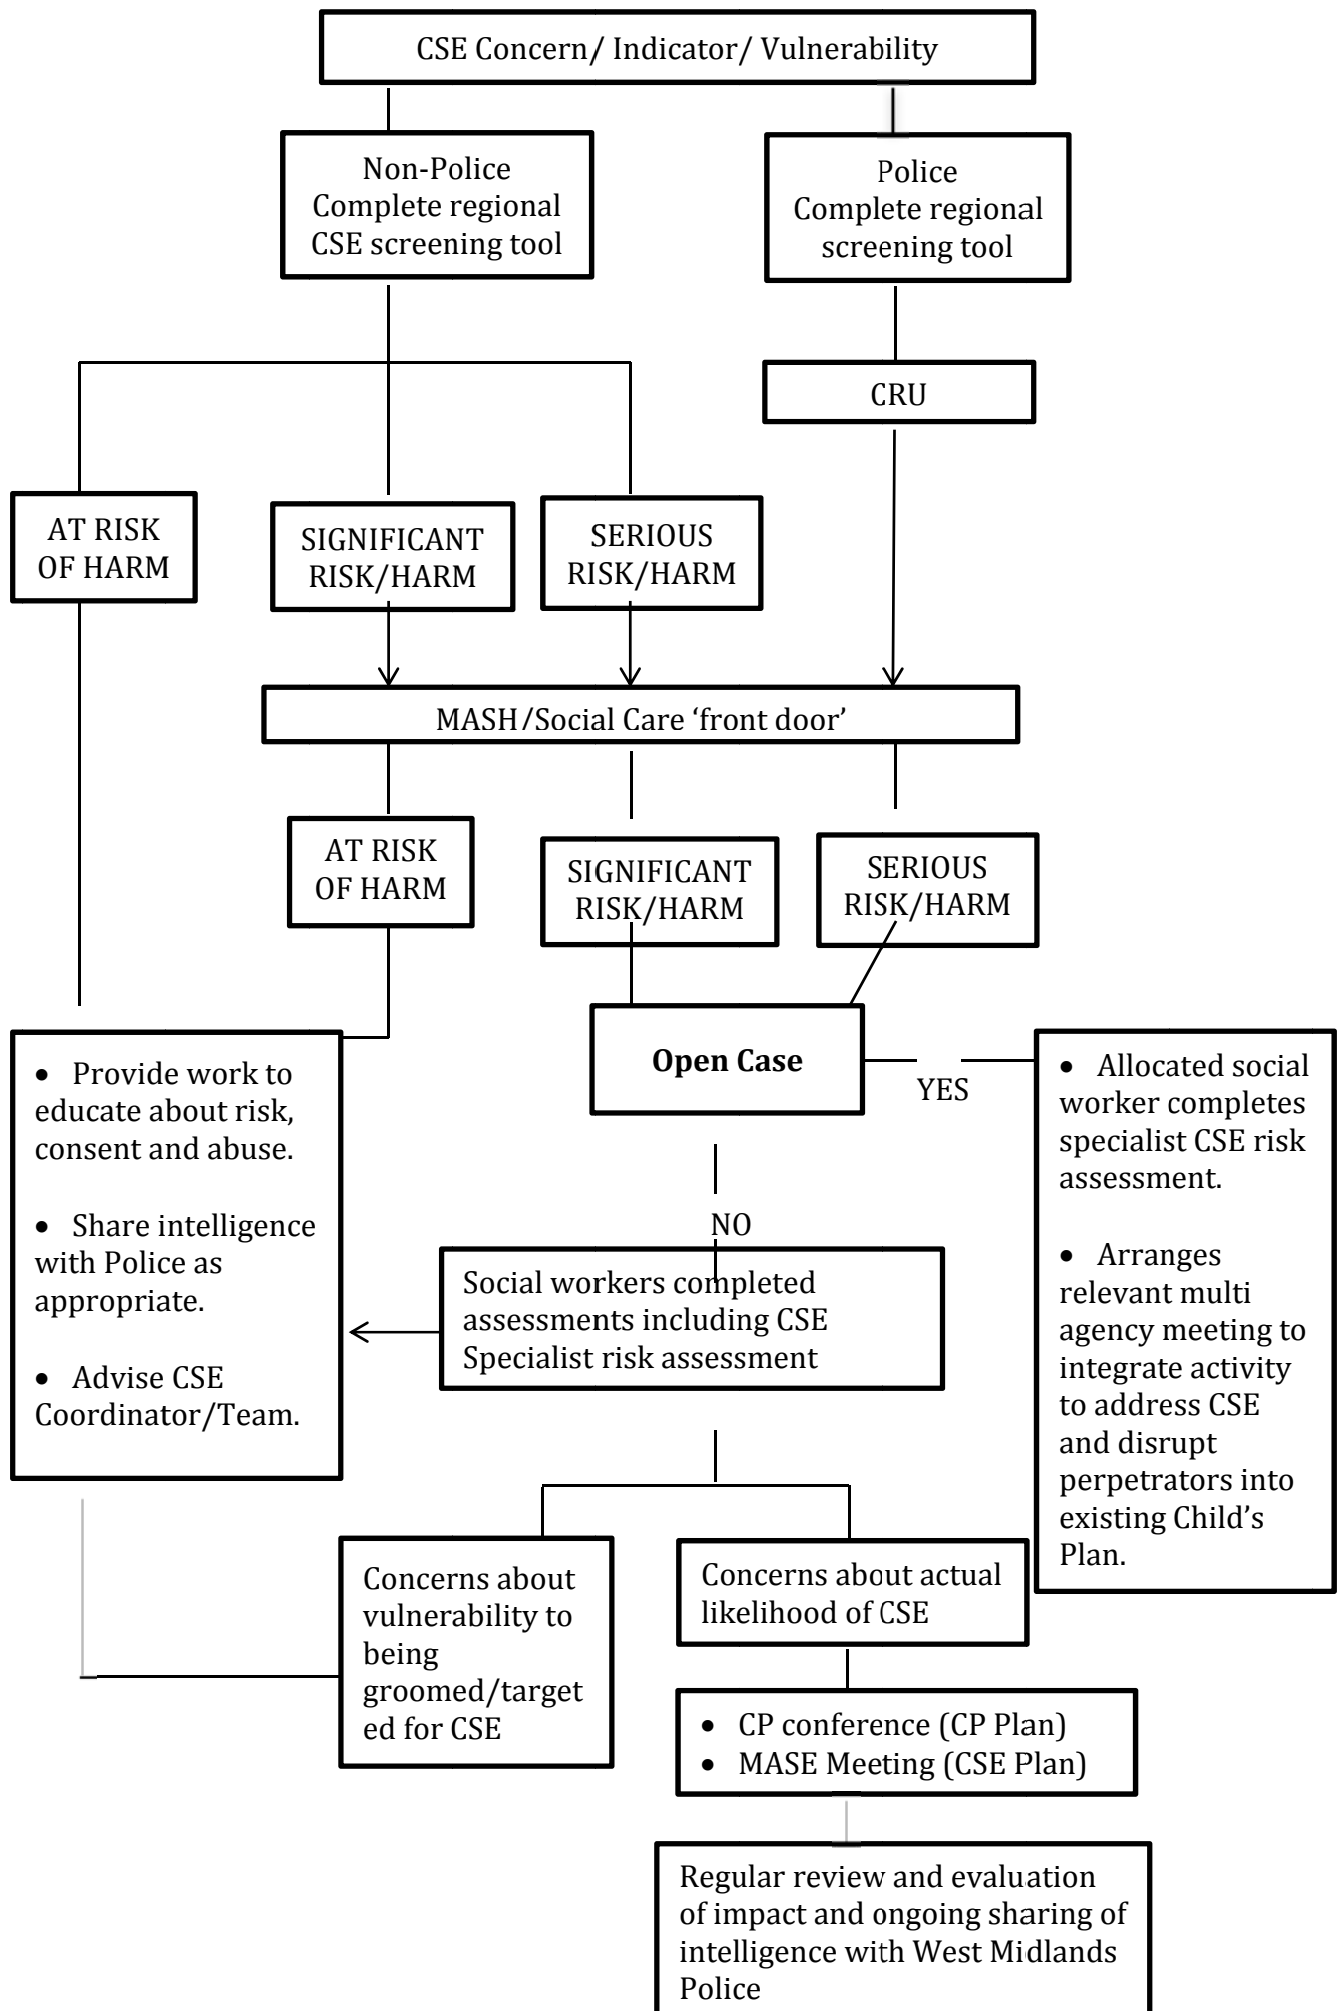 CSE Concern/ Indicator/ Vulnerability
Non-Police
Complete regional
CSE screening tool
Police
Complete regional
screening tool
CRU
AT RISK
OF HARM
SIGNIFICANT
RISK/HARM
SERIOUS
RISK/HARM
MASH/Social Care ‘front door’
AT RISK
OF HARM
SIGNIFICANT
RISK/HARM
SERIOUS
RISK/HARM
Open Case
YES
NO
• Provide work to
educate about risk,
consent and abuse.
• Share intelligence
with Police as
appropriate.
• Advise CSE
Coordinator/Team.
• Allocated social
worker completes
specialist CSE risk
assessment.
• Arranges
relevant multi
agency meeting to
integrate activity
to address CSE
and disrupt
perpetrators into
existing Child’s
Plan.
Social workers completed
assessments including CSE
Specialist risk assessment
Concerns about
vulnerability to
being
groomed/target
ed for CSE
Concerns about actual
likelihood of CSE
• CP conference (CP Plan)
• MASE Meeting (CSE Plan)
Regular review and evaluation
of impact and ongoing sharing of
intelligence with West Midlands
Police